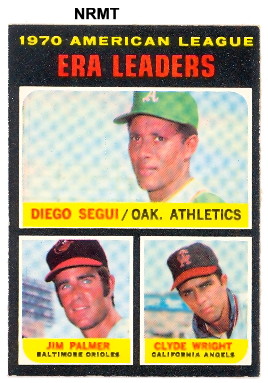 NRMT
1970 AMERICAN LEAGUE
ERA LEADERS
A
DIEGO SEGUI / OAK. ATHLETICS
JIM PALMER
BALTIMORE ORIOLES
CLYDE WRIGHT
CALIFORNIA ANGELS